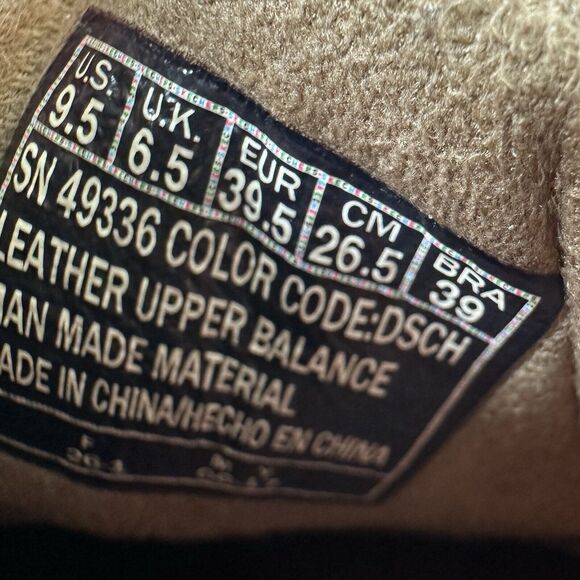 U.S. U.K. EUR CM BRA
9.5 6.5 39.5 26.5 39
SN 49336 COLOR CODE:DSCH
LEATHER UPPER BALANCE
MAN MADE MATERIAL
MADE IN CHINA/HECHO EN CHINA